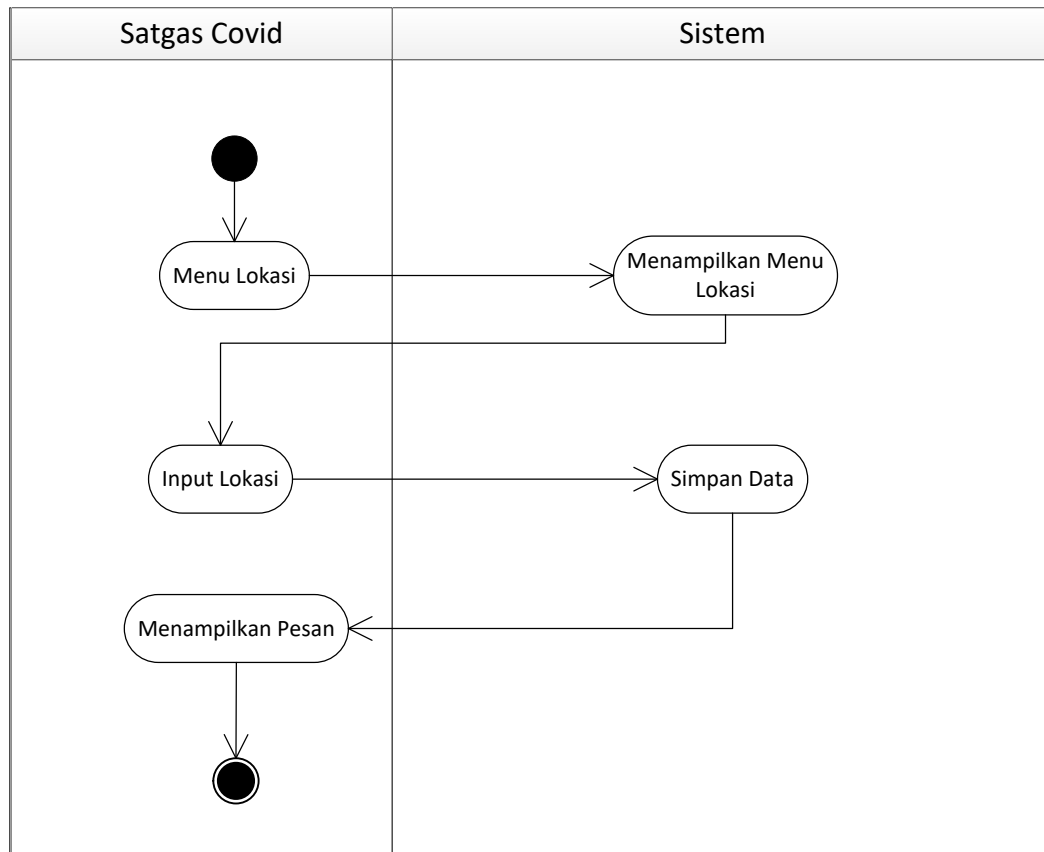 Satgas Covid
Sistem
Menu Lokasi
Menampilkan Menu
Lokasi
Input Lokasi
Simpan Data
Menampilkan Pesan